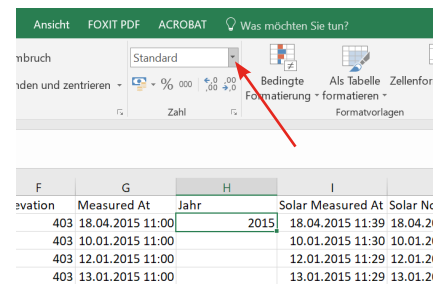 Ansicht FOXIT PDF ACROBAT Was möchten Sie tun?
mbruch Standard
nden und zentrieren % 000 ,00 ,00 ,0 Bedingte Als Tabelle Zellenfor
Formatierung formatieren
Zahl Formatvorlagen
F G H I
evation Measured At Jahr Solar Measured At Solar No
403 18.04.2015 11:00 2015 18.04.2015 11:39 18.04.2
403 10.01.2015 11:00 10.01.2015 11:30 10.01.20
403 12.01.2015 11:00 12.01.2015 11:29 12.01.20
403 13.01.2015 11:00 13.01.2015 11:29 13.01.20